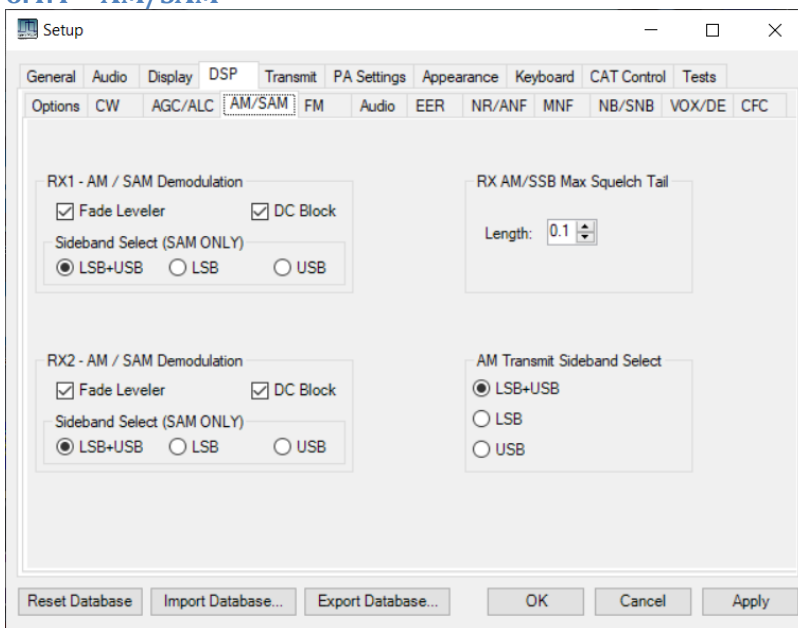 Setup
General Audio Display DSP Transmit PA Settings Appearance Keyboard CAT Control Tests
Options CW AGC/ALC AM/SAM FM Audio EER NR/ANF MNF NB/SNB VOX/DE CFC
RX1 - AM / SAM Demodulation
Fade Leveler DC Block
Sideband Select (SAM ONLY)
LSB+USB LSB USB
RX AM/SSB Max Squelch Tail
Length: 0.1
RX2 - AM / SAM Demodulation
Fade Leveler DC Block
Sideband Select (SAM ONLY)
LSB+USB LSB USB
AM Transmit Sideband Select
LSB+USB
LSB
USB
Reset Database Import Database... Export Database... OK Cancel Apply